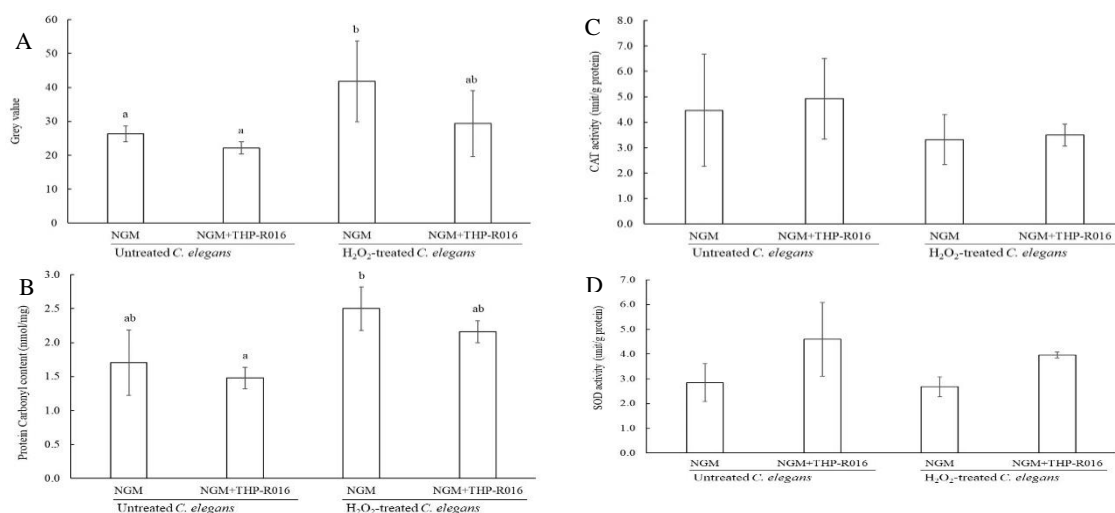 A
Grey value
60
50
40
30
20
10
0
a
a
b
ab
NGM
NGM+THP-R016
NGM
NGM+THP-R016
Untreated C. elegans
H₂O₂-treated C. elegans
B
Protein Carbonyl content (nmol/mg)
3.0
2.5
2.0
1.5
1.0
0.5
0.0
ab
a
b
ab
NGM
NGM+THP-R016
NGM
NGM+THP-R016
Untreated C. elegans
H₂O₂-treated C. elegans
C
CAT activity (unit/g protein)
8.0
7.0
6.0
5.0
4.0
3.0
2.0
1.0
0.0
NGM
NGM+THP-R016
NGM
NGM+THP-R016
Untreated C. elegans
H₂O₂-treated C. elegans
D
SOD activity (unit/g protein)
7.0
6.0
5.0
4.0
3.0
2.0
1.0
0.0
NGM
NGM+THP-R016
NGM
NGM+THP-R016
Untreated C. elegans
H₂O₂-treated C. elegans